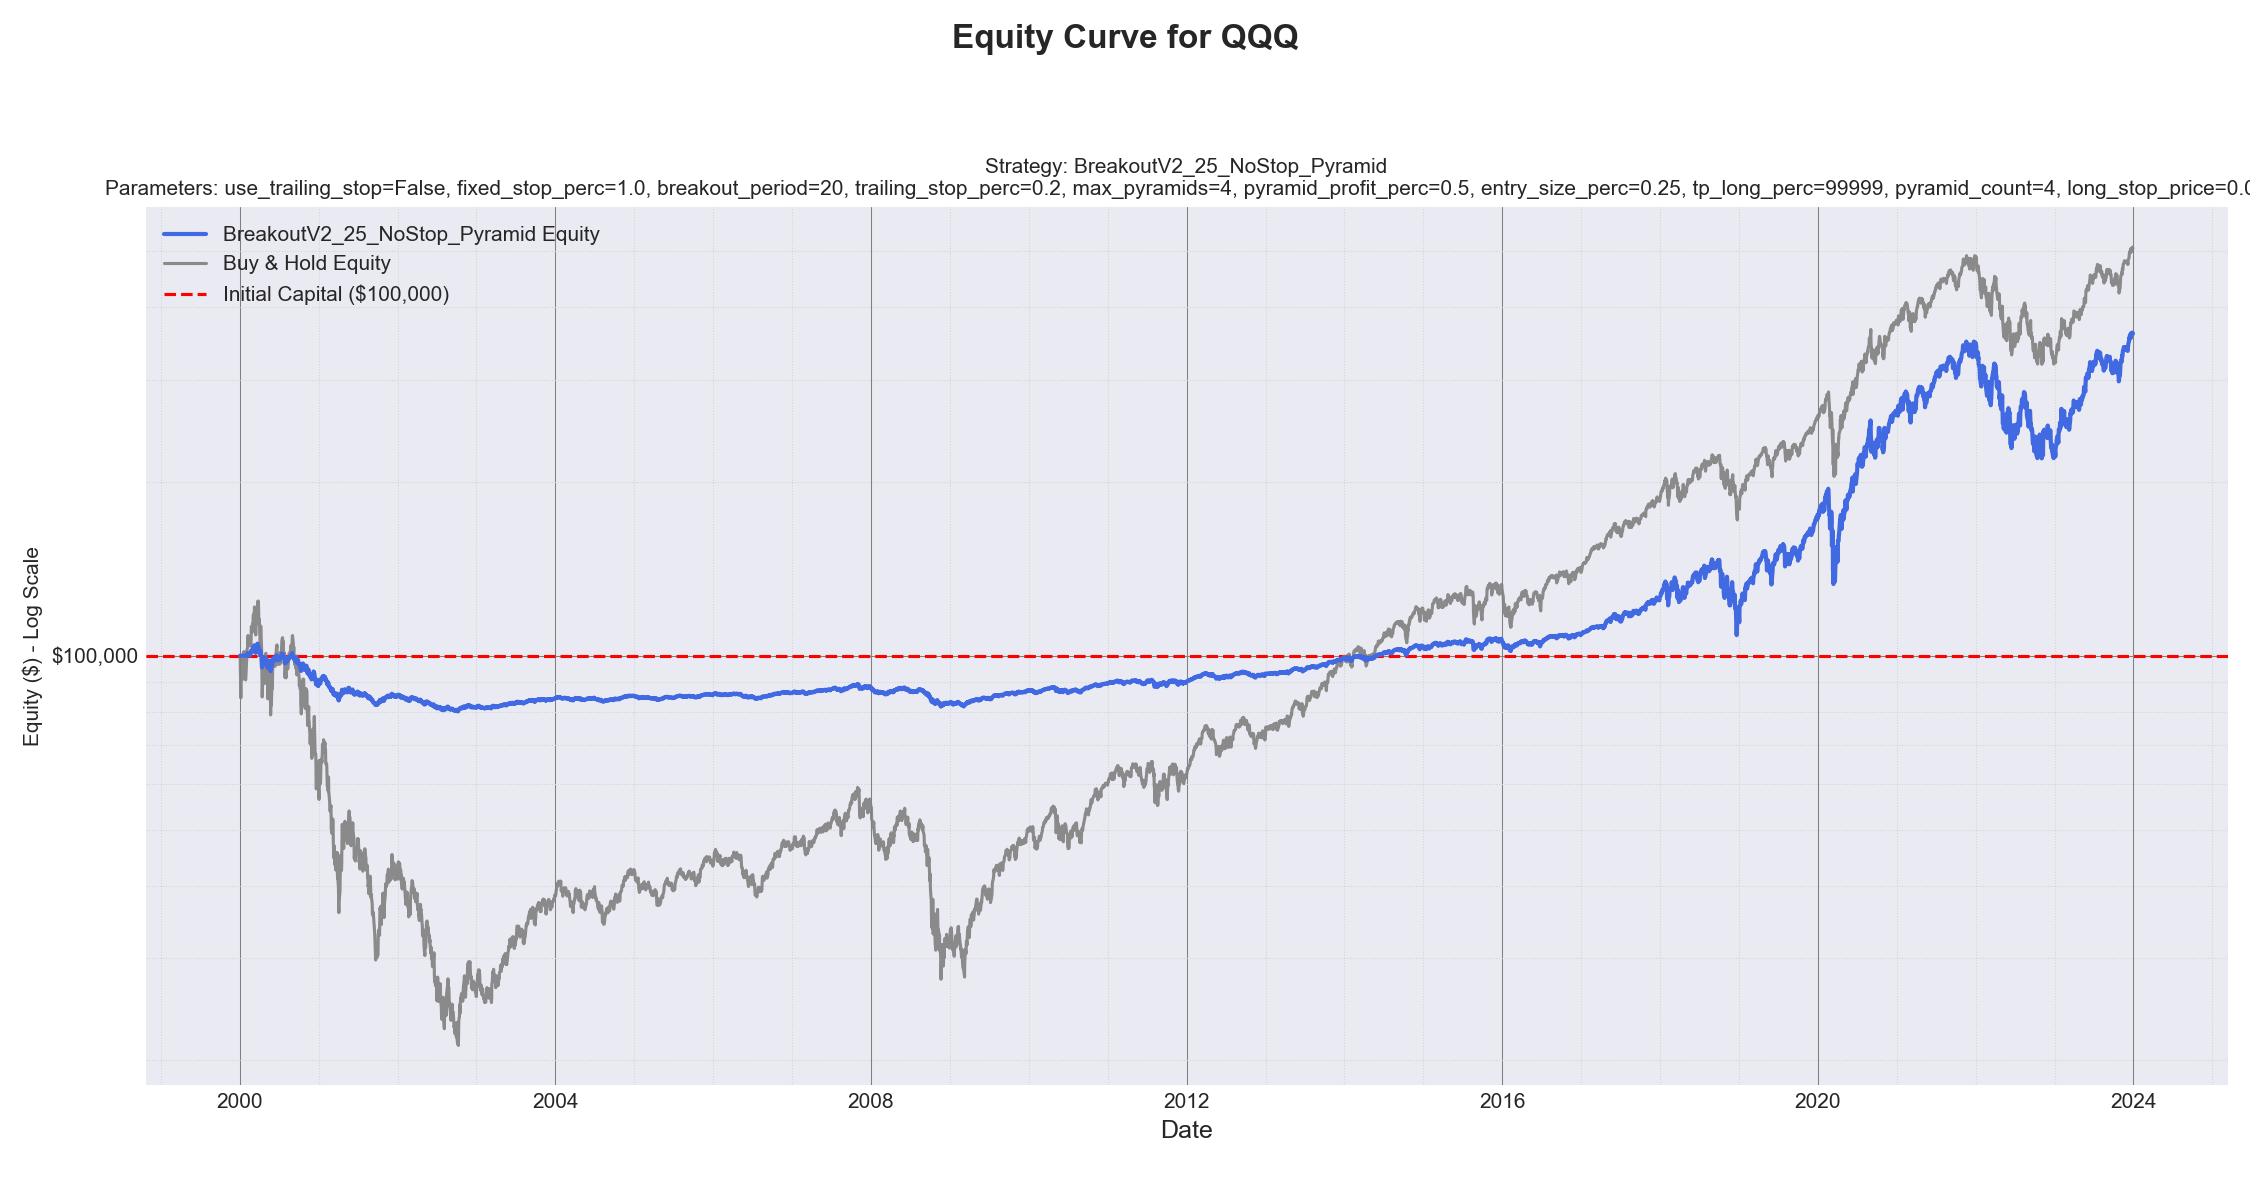 Equity Curve for QQQ
Strategy: BreakoutV2_25_NoStop_Pyramid
Parameters: use_trailing_stop=False, fixed_stop_perc=1.0, breakout_period=20, trailing_stop_perc=0.2, max_pyramids=4, pyramid_profit_perc=0.5, entry_size_perc=0.25, tp_long_perc=99999, pyramid_count=4, long_stop_price=0.0
BreakoutV2_25_NoStop_Pyramid Equity
Buy & Hold Equity
Initial Capital ($100,000)
Equity ($) - Log Scale
$100,000
2000
2004
2008
2012
2016
2020
2024
Date